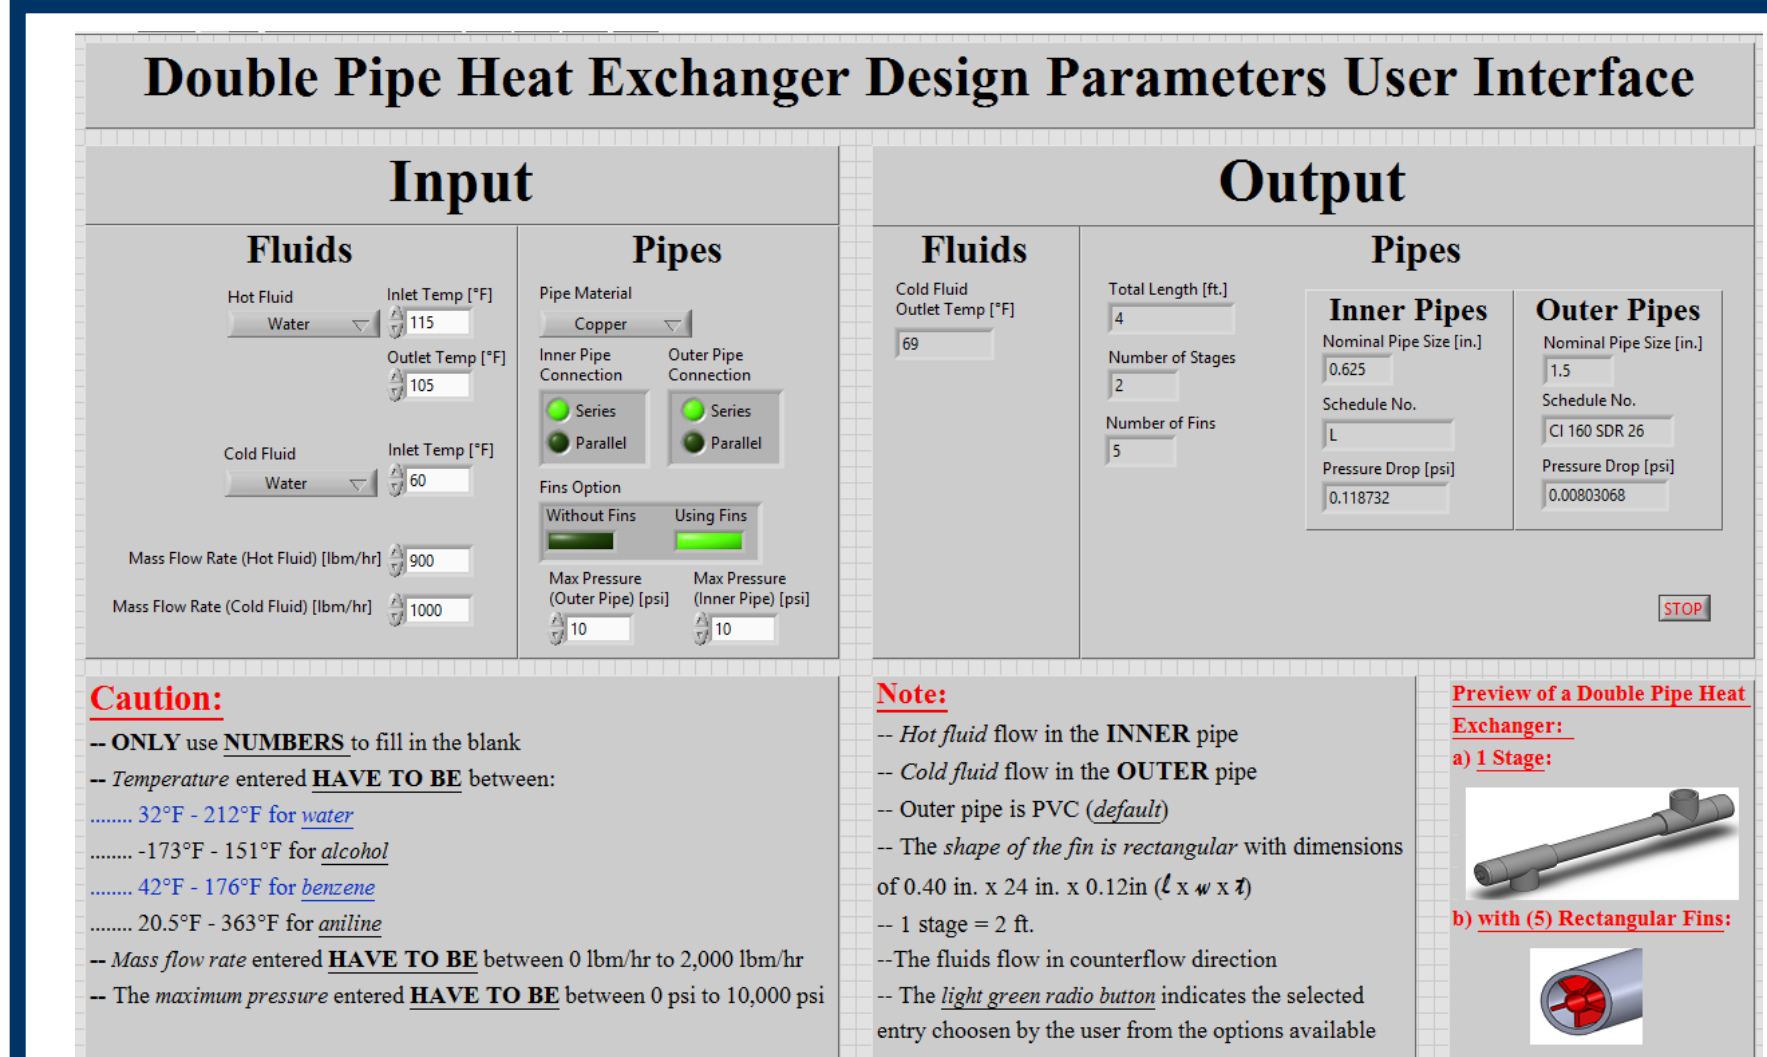 Double Pipe Heat Exchanger Design Parameters User Interface
Input
Fluids
Hot Fluid
Water
Inlet Temp [°F]
115
Outlet Temp [°F]
105
Cold Fluid
Water
Inlet Temp [°F]
60
Mass Flow Rate (Hot Fluid) [lbm/hr]
900
Mass Flow Rate (Cold Fluid) [lbm/hr]
1000
Pipes
Pipe Material
Copper
Inner Pipe
Connection
Series
Parallel
Outer Pipe
Connection
Series
Parallel
Fins Option
Without Fins
Using Fins
Max Pressure
(Outer Pipe) [psi]
10
Max Pressure
(Inner Pipe) [psi]
10
Output
Fluids
Cold Fluid
Outlet Temp [°F]
69
Pipes
Total Length [ft.]
4
Number of Stages
2
Number of Fins
5
Inner Pipes
Nominal Pipe Size [in.]
0.625
Schedule No.
L
Pressure Drop [psi]
0.118732
Outer Pipes
Nominal Pipe Size [in.]
1.5
Schedule No.
CI 160 SDR 26
Pressure Drop [psi]
0.00803068
STOP
Caution:
-- ONLY use NUMBERS to fill in the blank
-- Temperature entered HAVE TO BE between:
........ 32°F - 212°F for water
........ -173°F - 151°F for alcohol
........ 42°F - 176°F for benzene
........ 20.5°F - 363°F for aniline
-- Mass flow rate entered HAVE TO BE between 0 lbm/hr to 2,000 lbm/hr
-- The maximum pressure entered HAVE TO BE between 0 psi to 10,000 psi
Note:
-- Hot fluid flow in the INNER pipe
-- Cold fluid flow in the OUTER pipe
-- Outer pipe is PVC (default)
-- The shape of the fin is rectangular with dimensions
of 0.40 in. x 24 in. x 0.12in (ℓ x w x t)
-- 1 stage = 2 ft.
--The fluids flow in counterflow direction
-- The light green radio button indicates the selected
entry choosen by the user from the options available
Preview of a Double Pipe Heat
Exchanger:
a) 1 Stage:
b) with (5) Rectangular Fins: